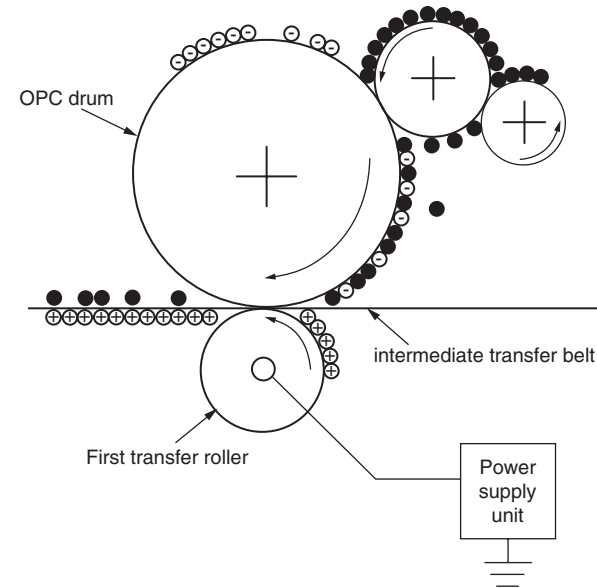 OPC drum
intermediate transfer belt
First transfer roller
Power
supply
unit